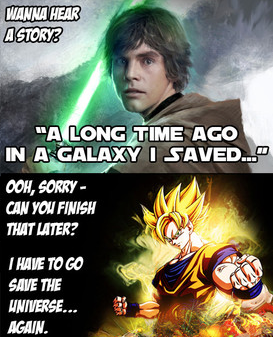 WANNA HEAR
A STORY?
"A LONG TIME AGO
IN A GALAXY I SAVED..."
OOH, SORRY -
CAN YOU FINISH
THAT LATER?
I HAVE TO GO
SAVE THE
UNIVERSE...
AGAIN.